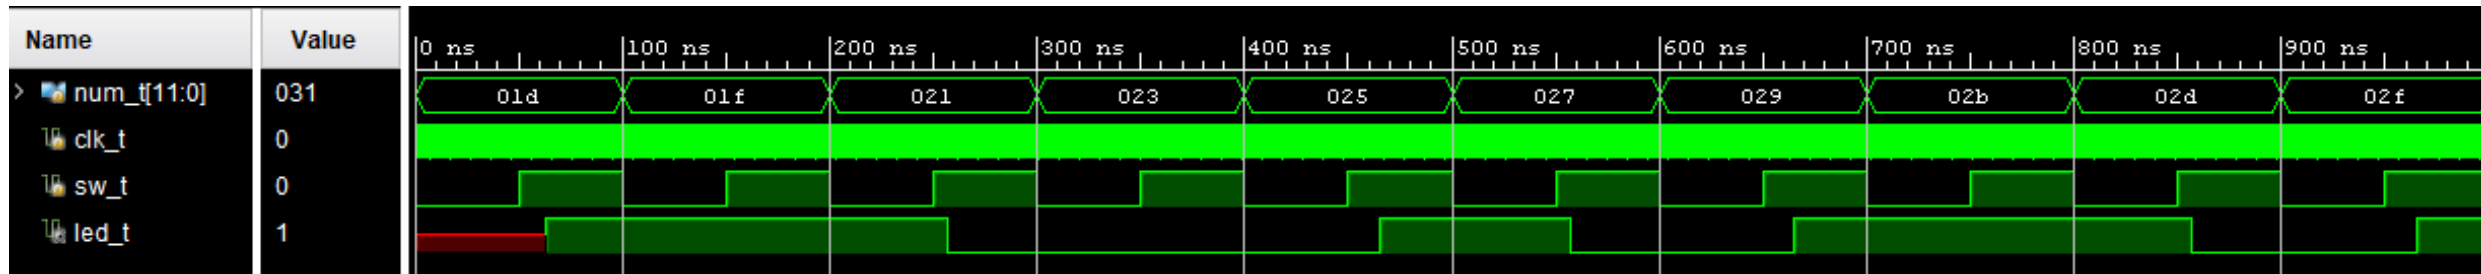 Name Value 0 ns 100 ns 200 ns 300 ns 400 ns 500 ns 600 ns 700 ns 800 ns 900 ns
num_t[11:0] 031 01d 01f 021 023 025 027 029 02b 02d 02f
clk_t 0
sw_t 0
led_t 1